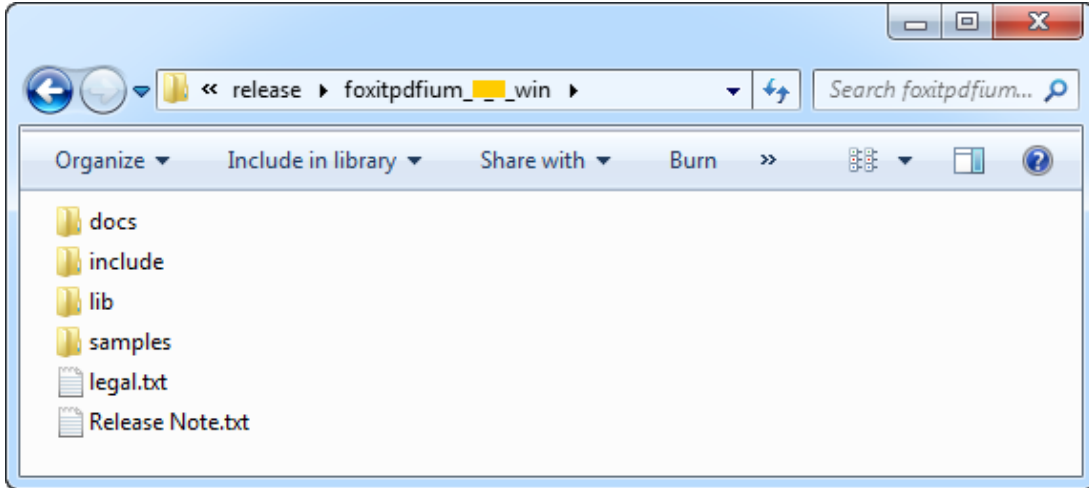 « release ▸ foxitpdfium_ _ _win ▸ Search foxitpdfium...
Organize Include in library Share with Burn »
docs
include
lib
samples
legal.txt
Release Note.txt